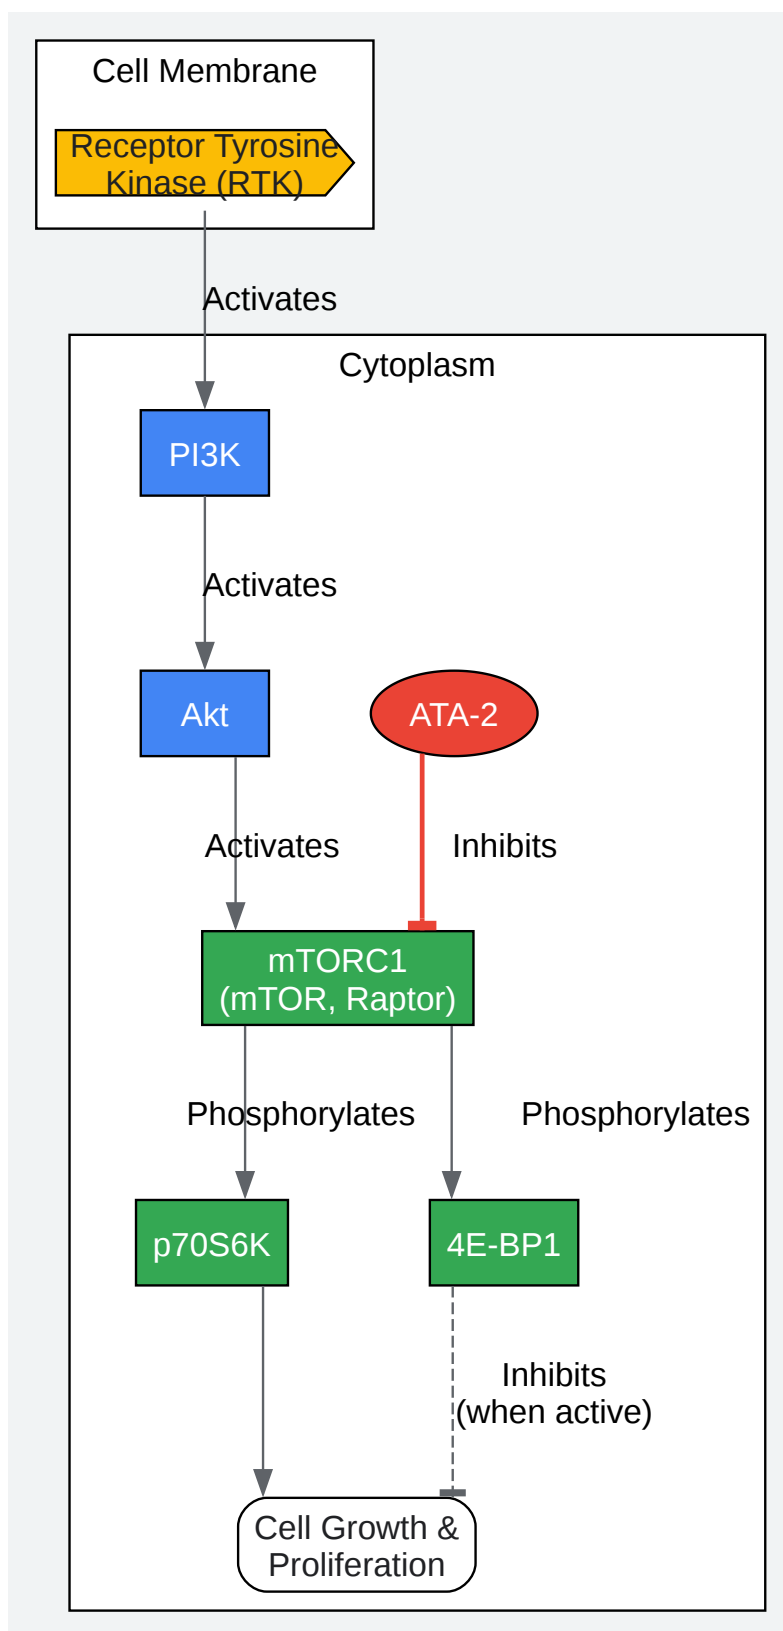 Cell Membrane
Receptor Tyrosine
Kinase (RTK)
Activates
Cytoplasm
PI3K
Activates
Akt
ATA-2
Activates
Inhibits
mTORC1
(mTOR, Raptor)
Phosphorylates
Phosphorylates
p70S6K
4E-BP1
Inhibits
(when active)
Cell Growth &
Proliferation